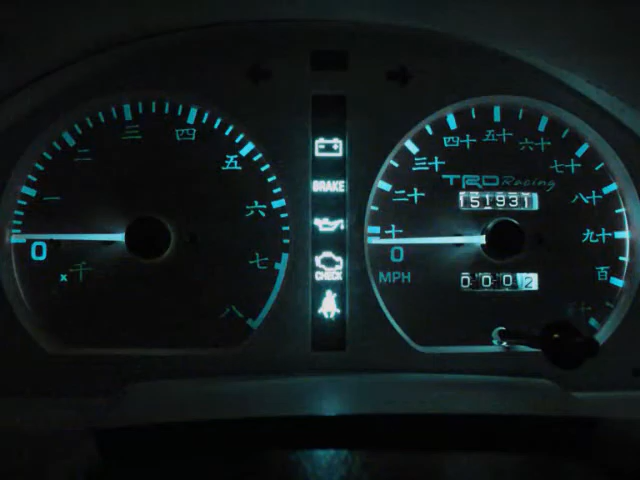 0
一
二
三
四
五
六
七
八
x千
BRAKE
CHECK
0
十
二十
三十
四十
五十
六十
七十
八十
九十
百
MPH
TRD Racing
151931
0002